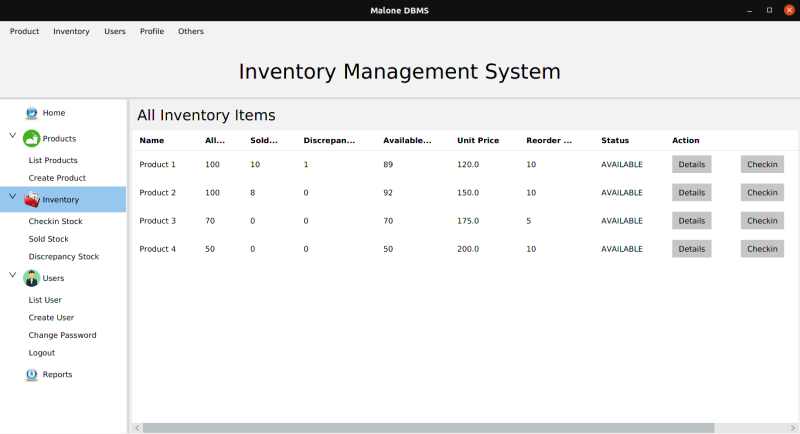 Malone DBMS
Product Inventory Users Profile Others
Inventory Management System
Home
Products
List Products
Create Product
Inventory
Checkin Stock
Sold Stock
Discrepancy Stock
Users
List User
Create User
Change Password
Logout
Reports
All Inventory Items
Name All... Sold... Discrepan... Available... Unit Price Reorder ... Status Action
Product 1 100 10 1 89 120.0 10 AVAILABLE Details Checkin
Product 2 100 8 0 92 150.0 10 AVAILABLE Details Checkin
Product 3 70 0 0 70 175.0 5 AVAILABLE Details Checkin
Product 4 50 0 0 50 200.0 10 AVAILABLE Details Checkin